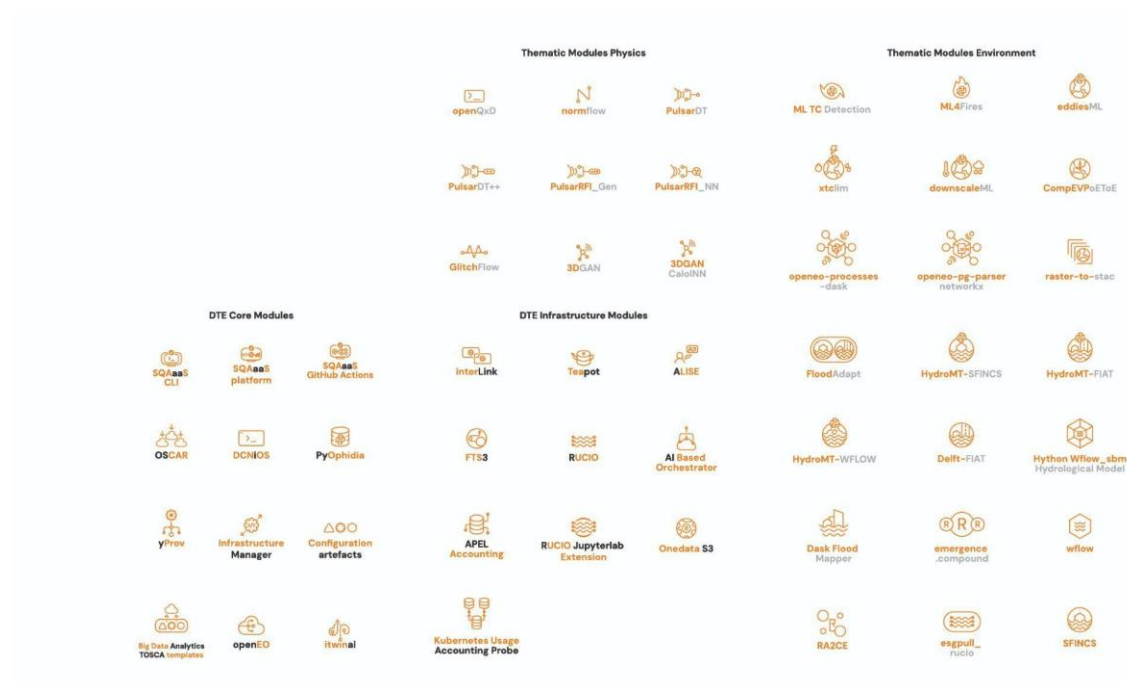 Thematic Modules Physics
openQxD
normflow
PulsarDT
PulsarDT++
PulsarRFI_Gen
PulsarRFI_NN
GlitchFlow
3DGAN
3DGAN
CaloINN
Thematic Modules Environment
ML TC Detection
ML4Fires
eddiesML
xtclim
downscaleML
CompEVPoEToE
openeo-processes
-dask
openeo-pg-parser
networkx
raster-to-stac
FloodAdapt
HydroMT-SFINCS
HydroMT-FIAT
HydroMT-WFLOW
Delft-FIAT
Hython Wflow_sbm
Hydrological Model
Dask Flood
Mapper
R R R
emergence
.compound
wflow
RA2CE
esgpull_
rucio
SFINCS
DTE Core Modules
SQAaaS
CLI
SQAaaS
platform
SQAaaS
GitHub Actions
OSCAR
DCNiOS
PyOphidia
yProv
Infrastructure
Manager
Configuration
artefacts
Big Data Analytics
TOSCA templates
openEO
itwinai
DTE Infrastructure Modules
interLink
Teapot
ALISE
FTS3
RUCIO
AI Based
Orchestrator
APEL
Accounting
RUCIO Jupyterlab
Extension
Onedata S3
Kubernetes Usage
Accounting Probe